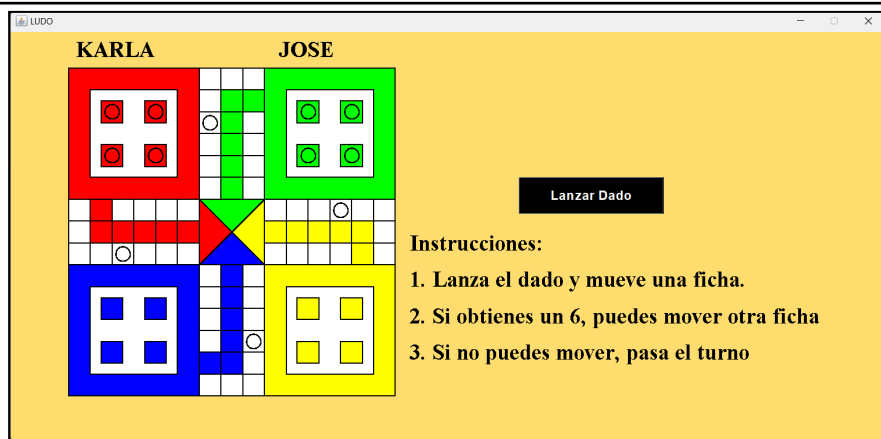 LUDO
KARLA JOSE
Lanzar Dado
Instrucciones:
1. Lanza el dado y mueve una ficha.
2. Si obtienes un 6, puedes mover otra ficha
3. Si no puedes mover, pasa el turno